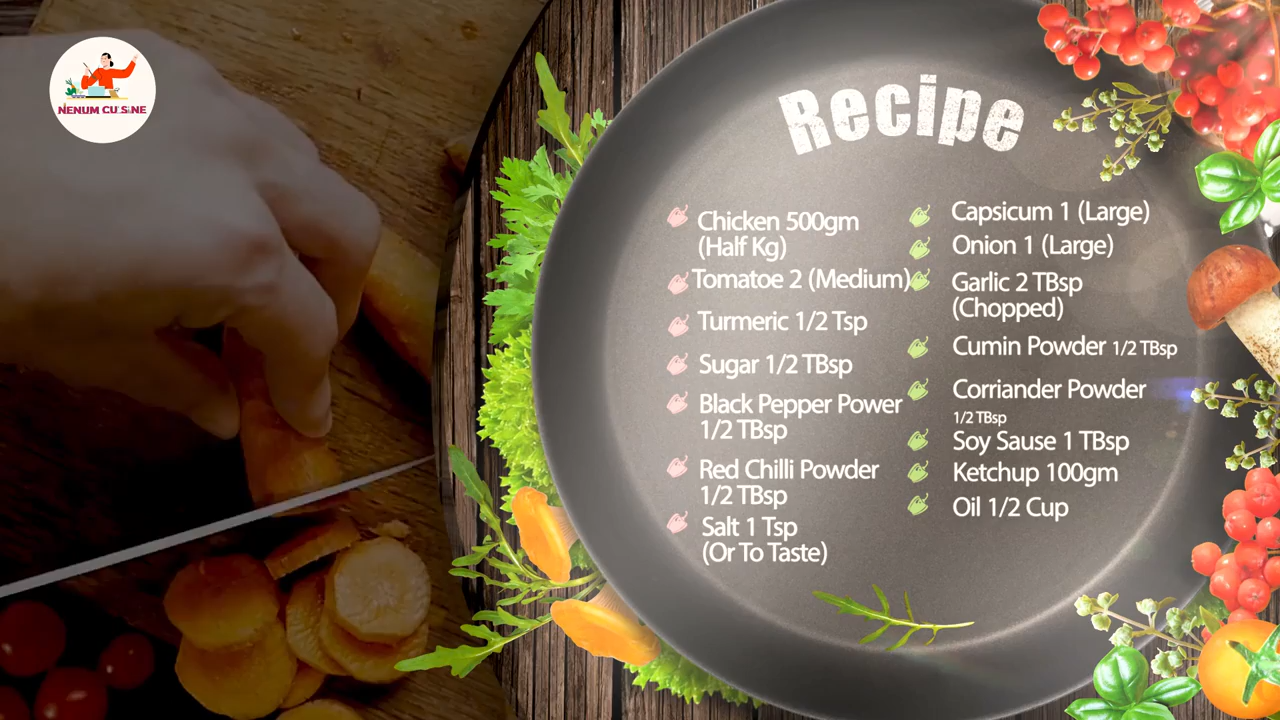 NENUM CUISINE
Recipe
Chicken 500gm
(Half Kg)
Tomatoe 2 (Medium)
Turmeric 1/2 Tsp
Sugar 1/2 TBsp
Black Pepper Power
1/2 TBsp
Red Chilli Powder
1/2 TBsp
Salt 1 Tsp
(Or To Taste)
Capsicum 1 (Large)
Onion 1 (Large)
Garlic 2 TBsp
(Chopped)
Cumin Powder 1/2 TBsp
Corriander Powder
1/2 TBsp
Soy Sause 1 TBsp
Ketchup 100gm
Oil 1/2 Cup